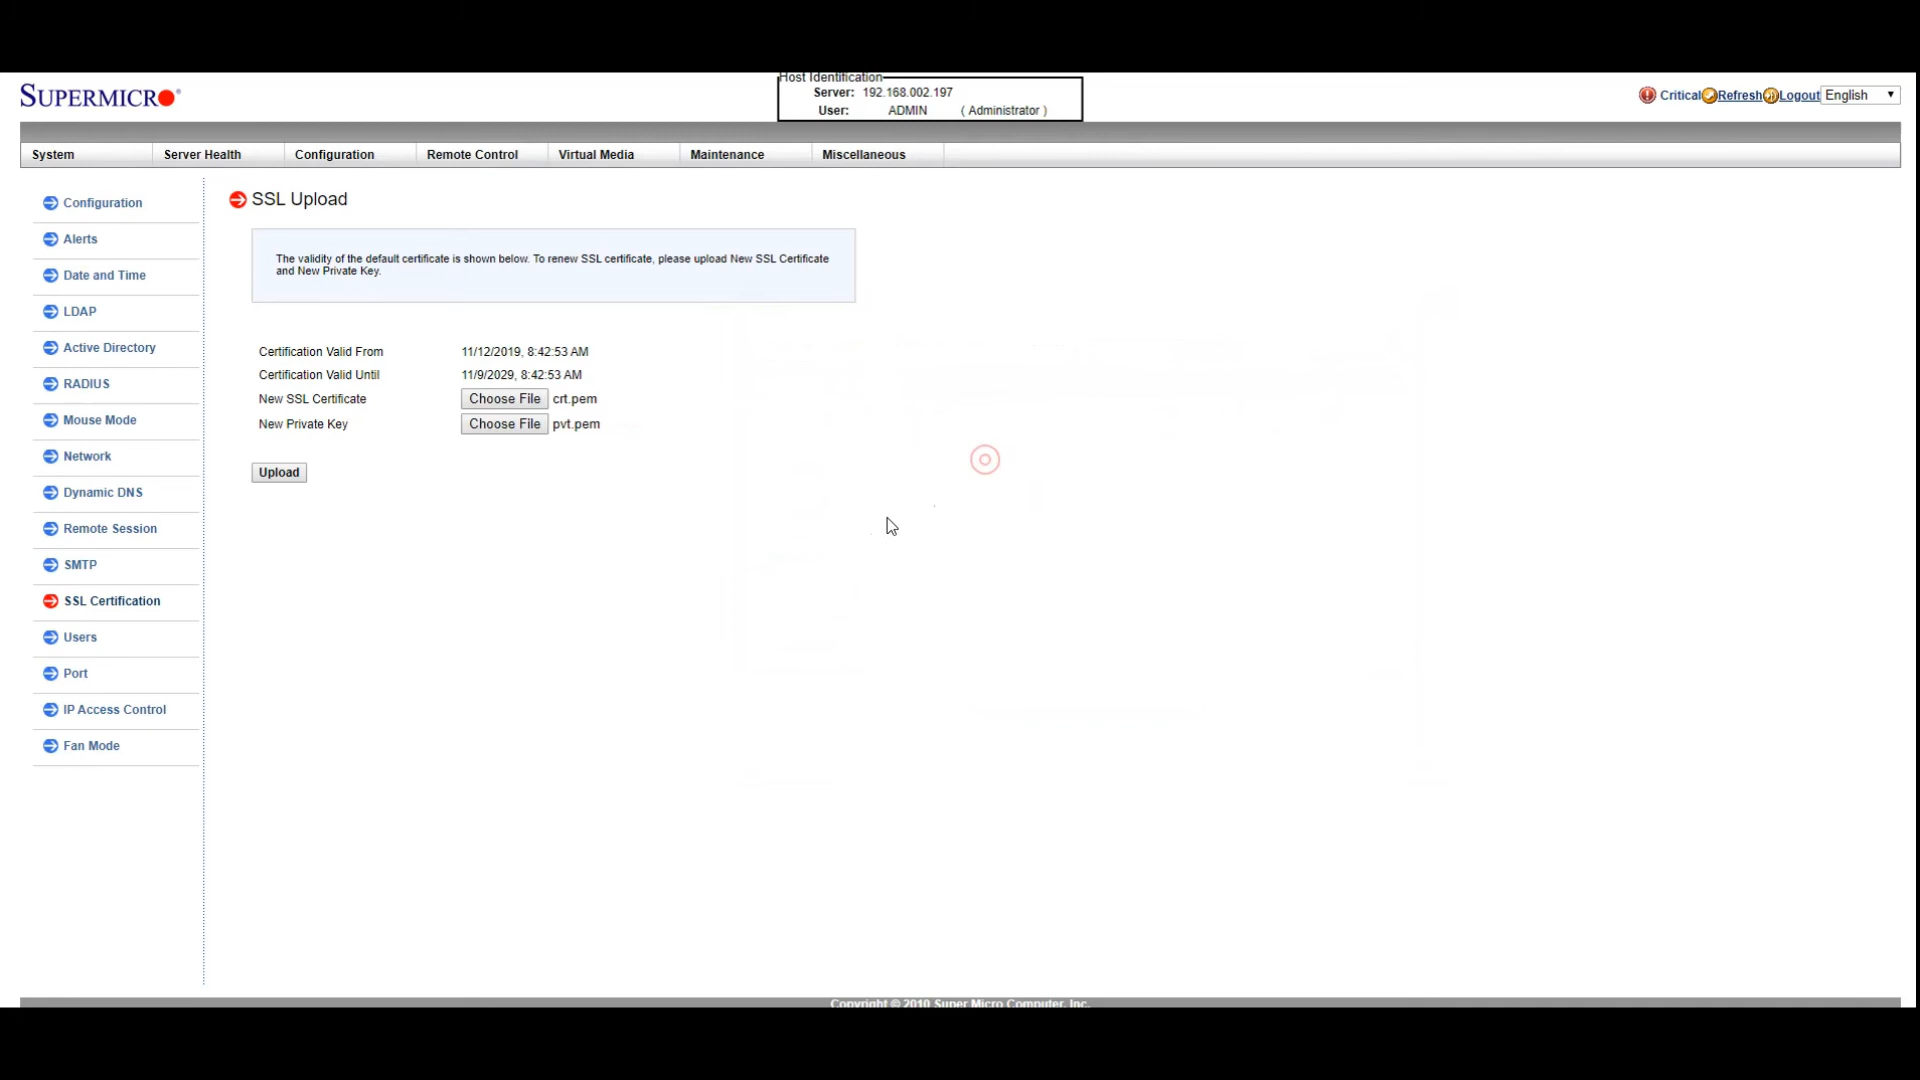 Host Identification
SUPERMICRO
Server: 192.168.002.197
User: ADMIN ( Administrator )
Critical Refresh Logout English
System Server Health Configuration Remote Control Virtual Media Maintenance Miscellaneous
Configuration
Alerts
Date and Time
LDAP
Active Directory
RADIUS
Mouse Mode
Network
Dynamic DNS
Remote Session
SMTP
SSL Certification
Users
Port
IP Access Control
Fan Mode
SSL Upload
The validity of the default certificate is shown below. To renew SSL certificate, please upload New SSL Certificate
and New Private Key.
Certification Valid From 11/12/2019, 8:42:53 AM
Certification Valid Until 11/9/2029, 8:42:53 AM
New SSL Certificate Choose File crt.pem
New Private Key Choose File pvt.pem
Upload
Copyright © 2010 Super Micro Computer, Inc.